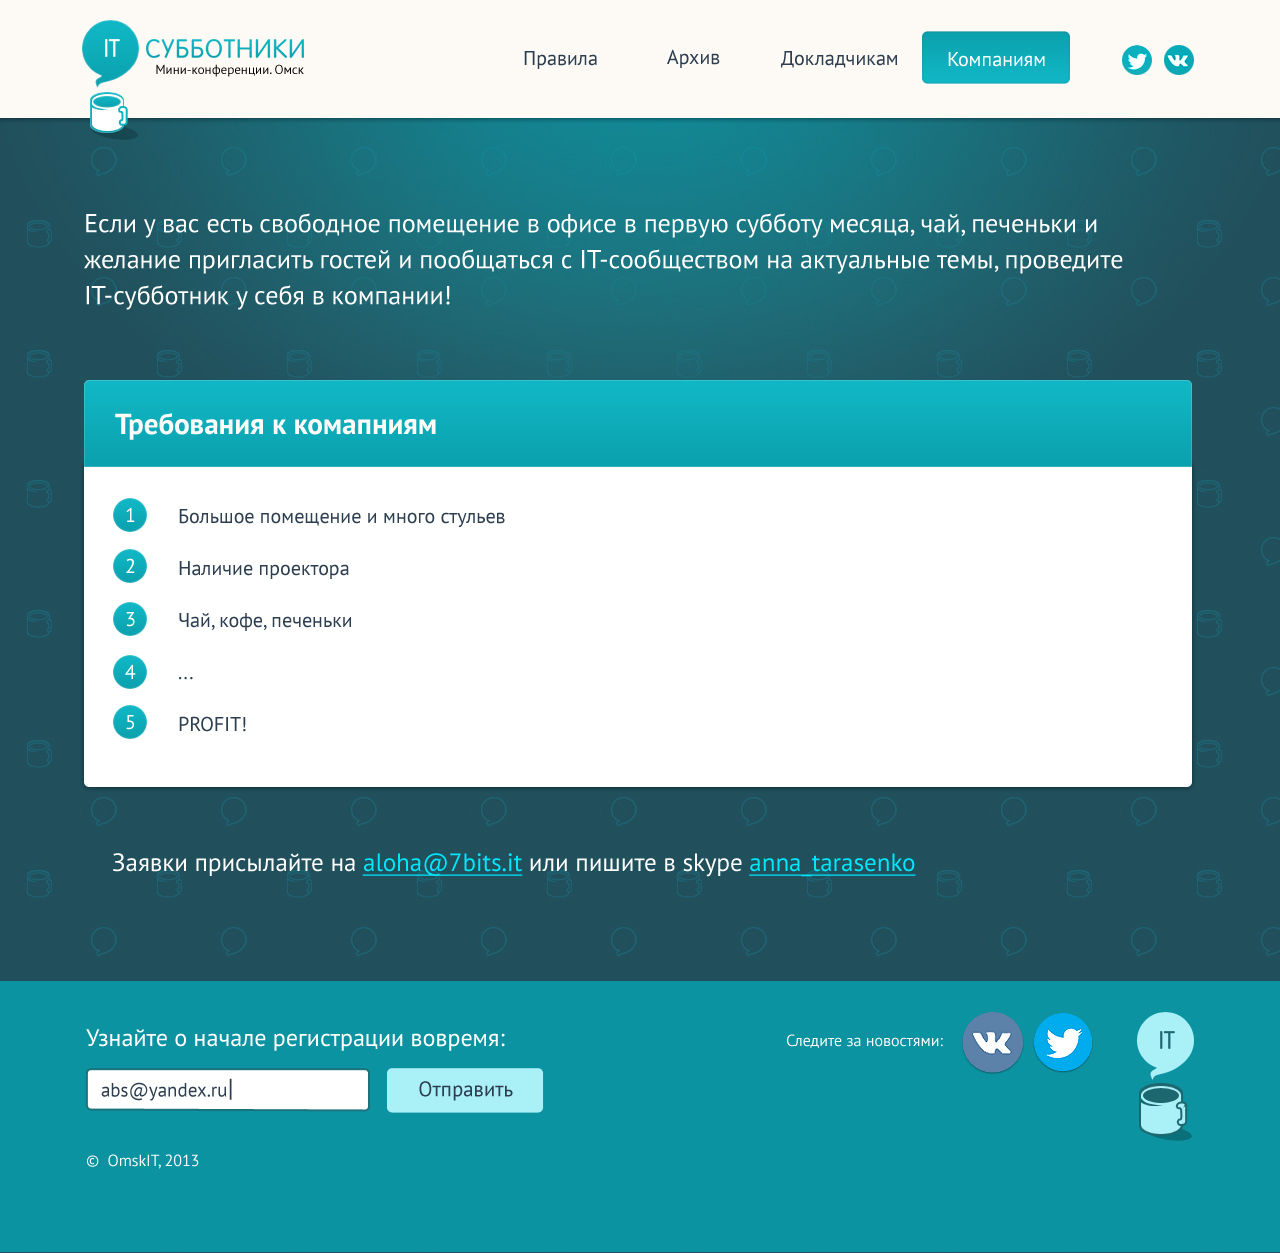 IT СУББОТНИКИ
Мини-конференции. Омск
Правила Архив Докладчикам Компаниям
Если у вас есть свободное помещение в офисе в первую субботу месяца, чай, печеньки и
желание пригласить гостей и пообщаться с IT-сообществом на актуальные темы, проведите
IT-субботник у себя в компании!
Требования к комапниям
1 Большое помещение и много стульев
2 Наличие проектора
3 Чай, кофе, печеньки
4 ...
5 PROFIT!
Заявки присылайте на aloha@7bits.it или пишите в skype anna_tarasenko
Узнайте о начале регистрации вовремя:
Следите за новостями:
IT
abs@yandex.ru Отправить
© OmskIT, 2013